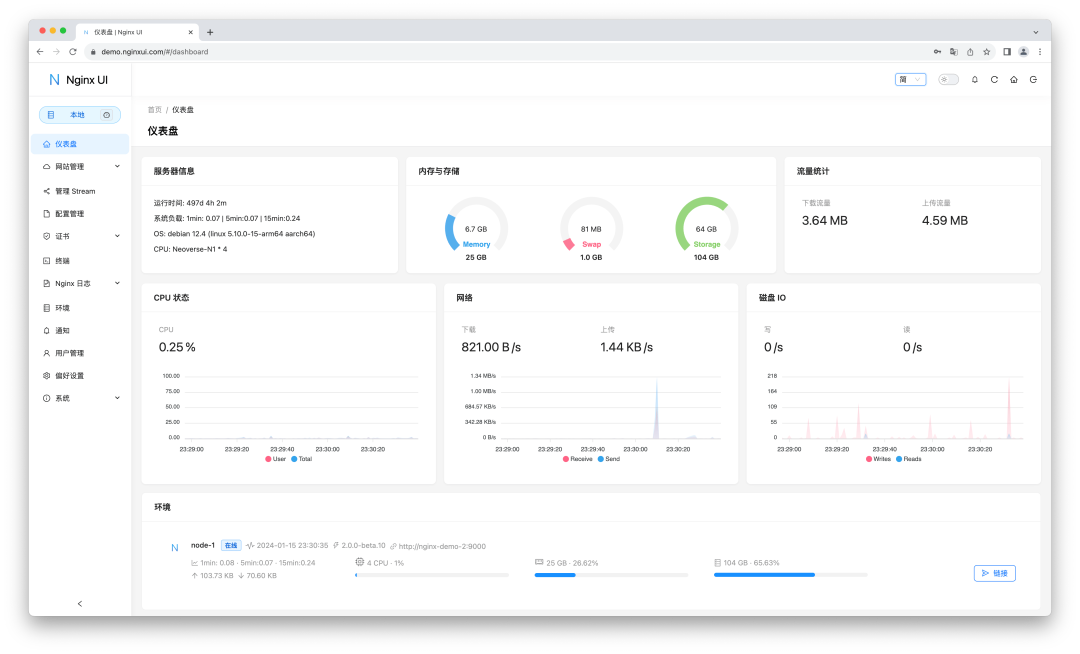 仪表盘 | Nginx UI
demo.nginxui.com/#/dashboard
Nginx UI
简
本地
仪表盘
网站管理
管理 Stream
配置管理
证书
终端
Nginx 日志
环境
通知
用户管理
偏好设置
系统
首页 / 仪表盘
仪表盘
服务器信息
运行时间: 497d 4h 2m
系统负载: 1min: 0.07 | 5min:0.07 | 15min:0.24
OS: debian 12.4 (linux 5.10.0-15-arm64 aarch64)
CPU: Neoverse-N1 * 4
内存与存储
6.7 GB
Memory
25 GB
81 MB
Swap
1.0 GB
64 GB
Storage
104 GB
流量统计
下载流量
3.64 MB
上传流量
4.59 MB
CPU 状态
CPU
0.25 %
100.00
75.00
50.00
25.00
0.00
23:29:00 23:29:20 23:29:40 23:30:00 23:30:20
User Total
网络
下载
821.00 B /s
上传
1.44 KB /s
1.34 MB/s
1.00 MB/s
684.57 KB/s
342.28 KB/s
0 B/s
23:29:00 23:29:20 23:29:40 23:30:00 23:30:20
Receive Send
磁盘 IO
写
0 /s
读
0 /s
218
164
109
55
0
23:29:00 23:29:20 23:29:40 23:30:00 23:30:20
Writes Reads
环境
node-1 在线 2024-01-15 23:30:35 2.0.0-beta.10 http://nginx-demo-2:9000
1min: 0.08 · 5min:0.07 · 15min:0.24
103.73 KB 70.60 KB
4 CPU · 1%
25 GB · 26.62%
104 GB · 65.63%
链接